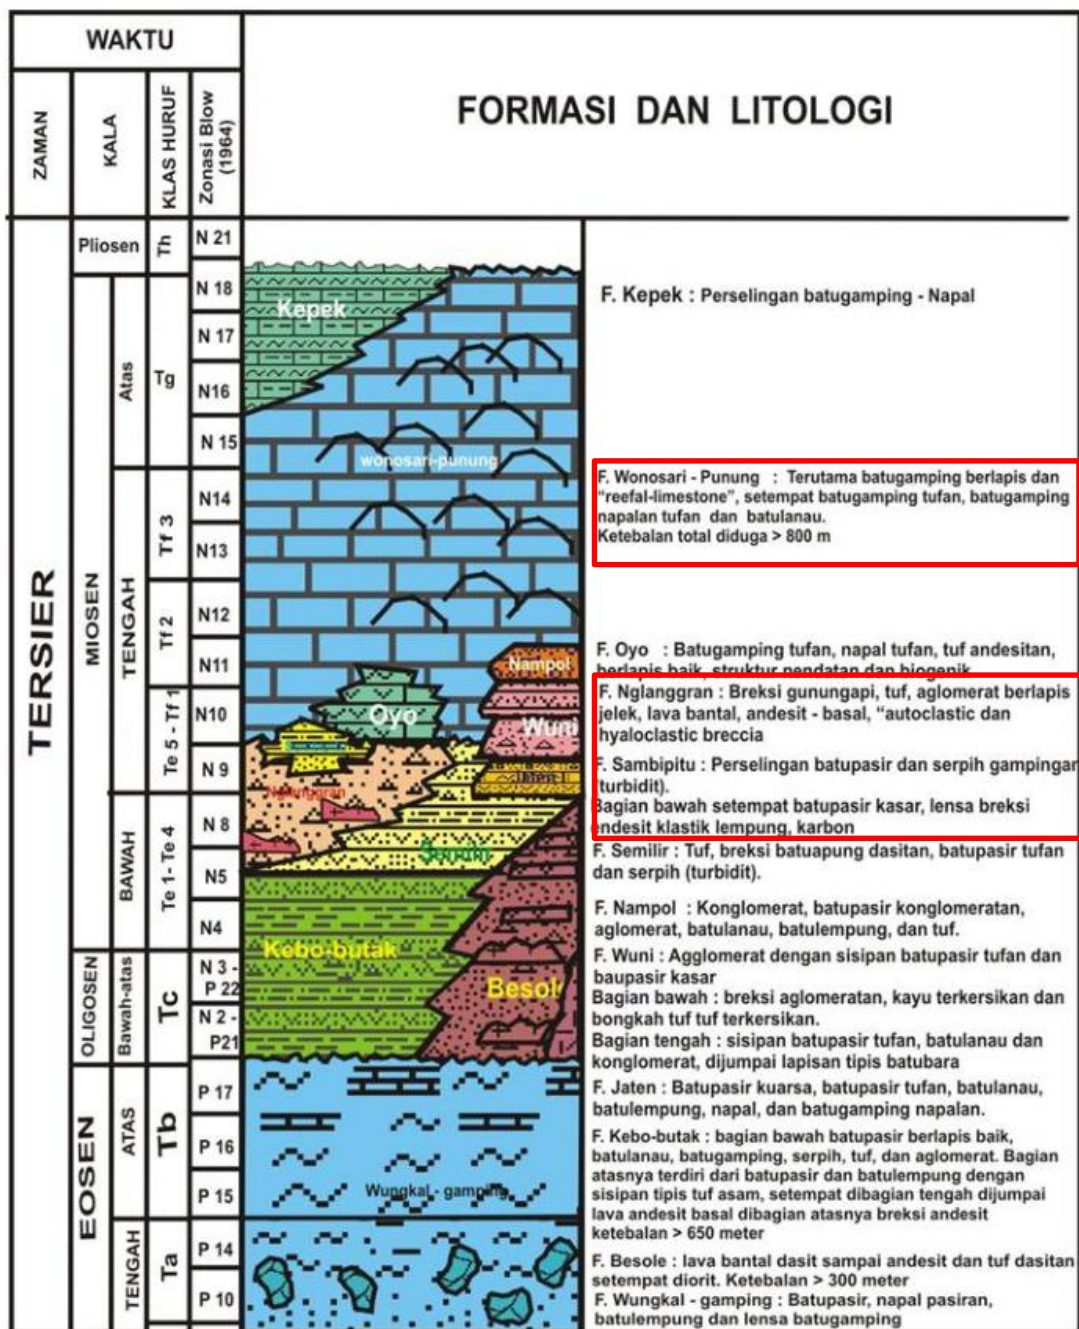 WAKTU
ZAMAN
KALA
KLAS HURUF
Zonasi Blow
(1964)
FORMASI DAN LITOLOGI
TERSIER
Pliosen
MIOSEN
OLIGOSEN
EOSEN
Atas
TENGAH
BAWAH
Bawah-atas
ATAS
TENGAH
Th
Tg
Tf 3
Tf 2
Te 5 - Tf 1
Te 1- Te 4
Tc
Tb
Ta
N 21
N 18
N 17
N16
N 15
N14
N13
N12
N11
N10
N 9
N 8
N5
N4
N 3 -
P 22
N 2 -
P21
P 17
P 16
P 15
P 14
P 10
Kepek
wonosari-punung
Nampol
Oyo
Wuni
Nglanggran
Semilir
Kebo-butak
Besole
Wungkal - gamping
F. Kepek : Perselingan batugamping - Napal
F. Wonosari - Punung : Terutama batugamping berlapis dan
“reefal-limestone”, setempat batugamping tufan, batugamping
napalan tufan dan batulanau.
Ketebalan total diduga > 800 m
F. Oyo : Batugamping tufan, napal tufan, tuf andesitan,
berlapis baik, struktur pendatan dan biogenik
F. Nglanggran : Breksi gunungapi, tuf, aglomerat berlapis
jelek, lava bantal, andesit - basal, “autoclastic dan
hyaloclastic breccia
F. Sambipitu : Perselingan batupasir dan serpih gampingan
(turbidit).
Bagian bawah setempat batupasir kasar, lensa breksi
endesit klastik lempung, karbon
F. Semilir : Tuf, breksi batuapung dasitan, batupasir tufan
dan serpih (turbidit).
F. Nampol : Konglomerat, batupasir konglomeratan,
aglomerat, batulanau, batulempung, dan tuf.
F. Wuni : Agglomerat dengan sisipan batupasir tufan dan
baupasir kasar
Bagian bawah : breksi aglomeratan, kayu terkersikan dan
bongkah tuf tuf terkersikan.
Bagian tengah : sisipan batupasir tufan, batulanau dan
konglomerat, dijumpai lapisan tipis batubara
F. Jaten : Batupasir kuarsa, batupasir tufan, batulanau,
batulempung, napal, dan batugamping napalan.
F. Kebo-butak : bagian bawah batupasir berlapis baik,
batulanau, batugamping, serpih, tuf, dan aglomerat. Bagian
atasnya terdiri dari batupasir dan batulempung dengan
sisipan tipis tuf asam, setempat dibagian tengah dijumpai
lava andesit basal dibagian atasnya breksi andesit
ketebalan > 650 meter
F. Besole : lava bantal dasit sampai andesit dan tuf dasitan
setempat diorit. Ketebalan > 300 meter
F. Wungkal - gamping : Batupasir, napal pasiran,
batulempung dan lensa batugamping